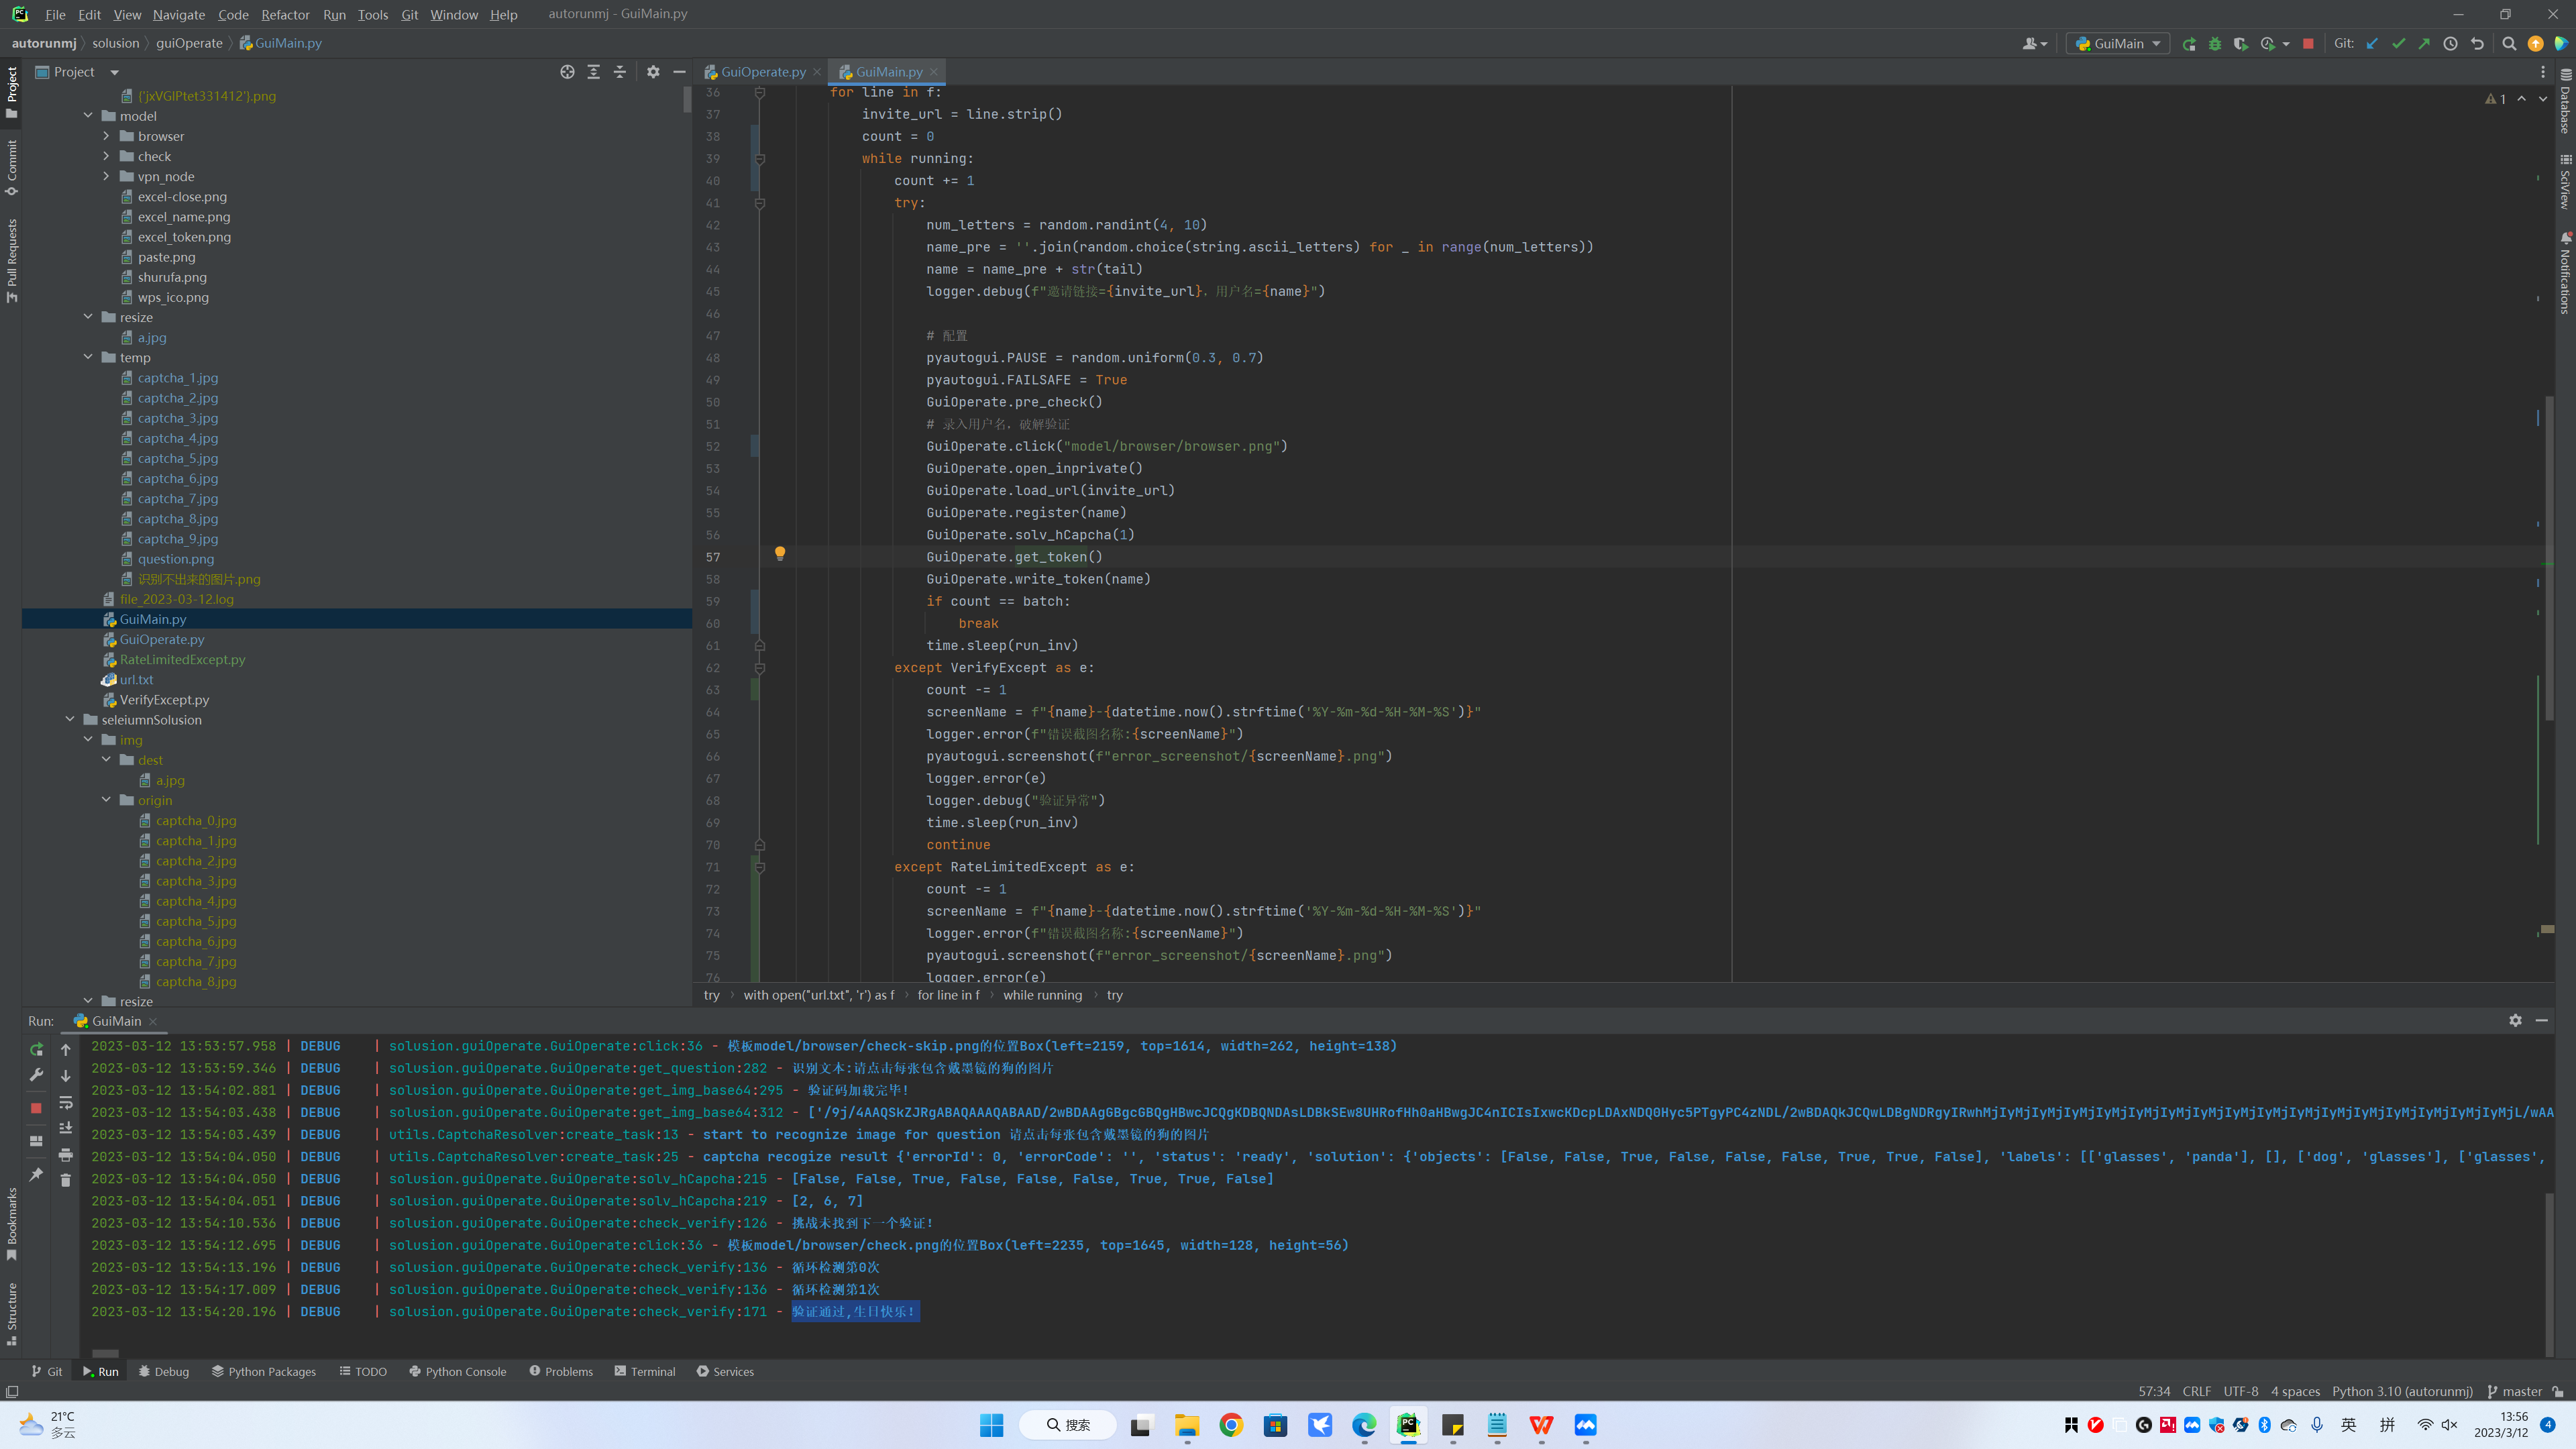 File Edit View Navigate Code Refactor Run Tools Git Window Help autorunmj - GuiMain.py
autorunmj solusion guiOperate GuiMain.py
GuiMain Git:
Project
GuiOperate.py GuiMain.py
{'jxVGIPtet331412'}.png
model
browser
check
vpn_node
excel-close.png
excel_name.png
excel_token.png
paste.png
shurufa.png
wps_ico.png
resize
a.jpg
temp
captcha_1.jpg
captcha_2.jpg
captcha_3.jpg
captcha_4.jpg
captcha_5.jpg
captcha_6.jpg
captcha_7.jpg
captcha_8.jpg
captcha_9.jpg
question.png
识别不出来的图片.png
file_2023-03-12.log
GuiMain.py
GuiOperate.py
RateLimitedExcept.py
url.txt
VerifyExcept.py
seleiumnSolusion
img
dest
a.jpg
origin
captcha_0.jpg
captcha_1.jpg
captcha_2.jpg
captcha_3.jpg
captcha_4.jpg
captcha_5.jpg
captcha_6.jpg
captcha_7.jpg
captcha_8.jpg
resize
Project
Commit
Pull Requests
Bookmarks
Structure
36 for line in f:
37 invite_url = line.strip()
38 count = 0
39 while running:
40 count += 1
41 try:
42 num_letters = random.randint(4, 10)
43 name_pre = ''.join(random.choice(string.ascii_letters) for _ in range(num_letters))
44 name = name_pre + str(tail)
45 logger.debug(f"邀请链接={invite_url}、用户名={name}")
46
47 # 配置
48 pyautogui.PAUSE = random.uniform(0.3, 0.7)
49 pyautogui.FAILSAFE = True
50 GuiOperate.pre_check()
51 # 录入用户名，破解验证
52 GuiOperate.click("model/browser/browser.png")
53 GuiOperate.open_inprivate()
54 GuiOperate.load_url(invite_url)
55 GuiOperate.register(name)
56 GuiOperate.solv_hCapcha(1)
57 GuiOperate.get_token()
58 GuiOperate.write_token(name)
59 if count == batch:
60 break
61 time.sleep(run_inv)
62 except VerifyExcept as e:
63 count -= 1
64 screenName = f"{name}-{datetime.now().strftime('%Y-%m-%d-%H-%M-%S')}"
65 logger.error(f"错误截图名称:{screenName}")
66 pyautogui.screenshot(f"error_screenshot/{screenName}.png")
67 logger.error(e)
68 logger.debug("验证异常")
69 time.sleep(run_inv)
70 continue
71 except RateLimitedExcept as e:
72 count -= 1
73 screenName = f"{name}-{datetime.now().strftime('%Y-%m-%d-%H-%M-%S')}"
74 logger.error(f"错误截图名称:{screenName}")
75 pyautogui.screenshot(f"error_screenshot/{screenName}.png")
76 logger.error(e)
1
Database
SciView
Notifications
try with open("url.txt", 'r') as f for line in f while running try
Run: GuiMain
2023-03-12 13:53:57.958 | DEBUG | solusion.guiOperate.GuiOperate:click:36 - 模板model/browser/check-skip.png的位置Box(left=2159, top=1614, width=262, height=138)
2023-03-12 13:53:59.346 | DEBUG | solusion.guiOperate.GuiOperate:get_question:282 - 识别文本:请点击每张包含戴墨镜的狗的图片
2023-03-12 13:54:02.881 | DEBUG | solusion.guiOperate.GuiOperate:get_img_base64:295 - 验证码加载完毕!
2023-03-12 13:54:03.438 | DEBUG | solusion.guiOperate.GuiOperate:get_img_base64:312 - ['/9j/4AAQSkZJRgABAQAAAQABAAD/2wBDAAgGBgcGBQgHBwcJCQgKDBQNDAsLDBkSEw8UHRofHh0aHBwgJC4nICIsIxwcKDcpLDAxNDQ0Hyc5PTgyPC4zNDL/2wBDAQkJCQwLDBgNDRgyIRwhMjIyMjIyMjIyMjIyMjIyMjIyMjIyMjIyMjIyMjIyMjIyMjIyMjIyMjIyMjIyMjIyMjL/wAA
2023-03-12 13:54:03.439 | DEBUG | utils.CaptchaResolver:create_task:13 - start to recognize image for question 请点击每张包含戴墨镜的狗的图片
2023-03-12 13:54:04.050 | DEBUG | utils.CaptchaResolver:create_task:25 - captcha recogize result {'errorId': 0, 'errorCode': '', 'status': 'ready', 'solution': {'objects': [False, False, True, False, False, False, True, True, False], 'labels': [['glasses', 'panda'], [], ['dog', 'glasses'], ['glasses',
2023-03-12 13:54:04.050 | DEBUG | solusion.guiOperate.GuiOperate:solv_hCapcha:215 - [False, False, True, False, False, False, True, True, False]
2023-03-12 13:54:04.051 | DEBUG | solusion.guiOperate.GuiOperate:solv_hCapcha:219 - [2, 6, 7]
2023-03-12 13:54:10.536 | DEBUG | solusion.guiOperate.GuiOperate:check_verify:126 - 挑战未找到下一个验证!
2023-03-12 13:54:12.695 | DEBUG | solusion.guiOperate.GuiOperate:click:36 - 模板model/browser/check.png的位置Box(left=2235, top=1645, width=128, height=56)
2023-03-12 13:54:13.196 | DEBUG | solusion.guiOperate.GuiOperate:check_verify:136 - 循环检测第0次
2023-03-12 13:54:17.009 | DEBUG | solusion.guiOperate.GuiOperate:check_verify:136 - 循环检测第1次
2023-03-12 13:54:20.196 | DEBUG | solusion.guiOperate.GuiOperate:check_verify:171 - 验证通过,生日快乐!
Git Run Debug Python Packages TODO Python Console Problems Terminal Services
57:34 CRLF UTF-8 4 spaces Python 3.10 (autorunmj) master
21°C
多云
搜索
英 拼
13:56
2023/3/12
4